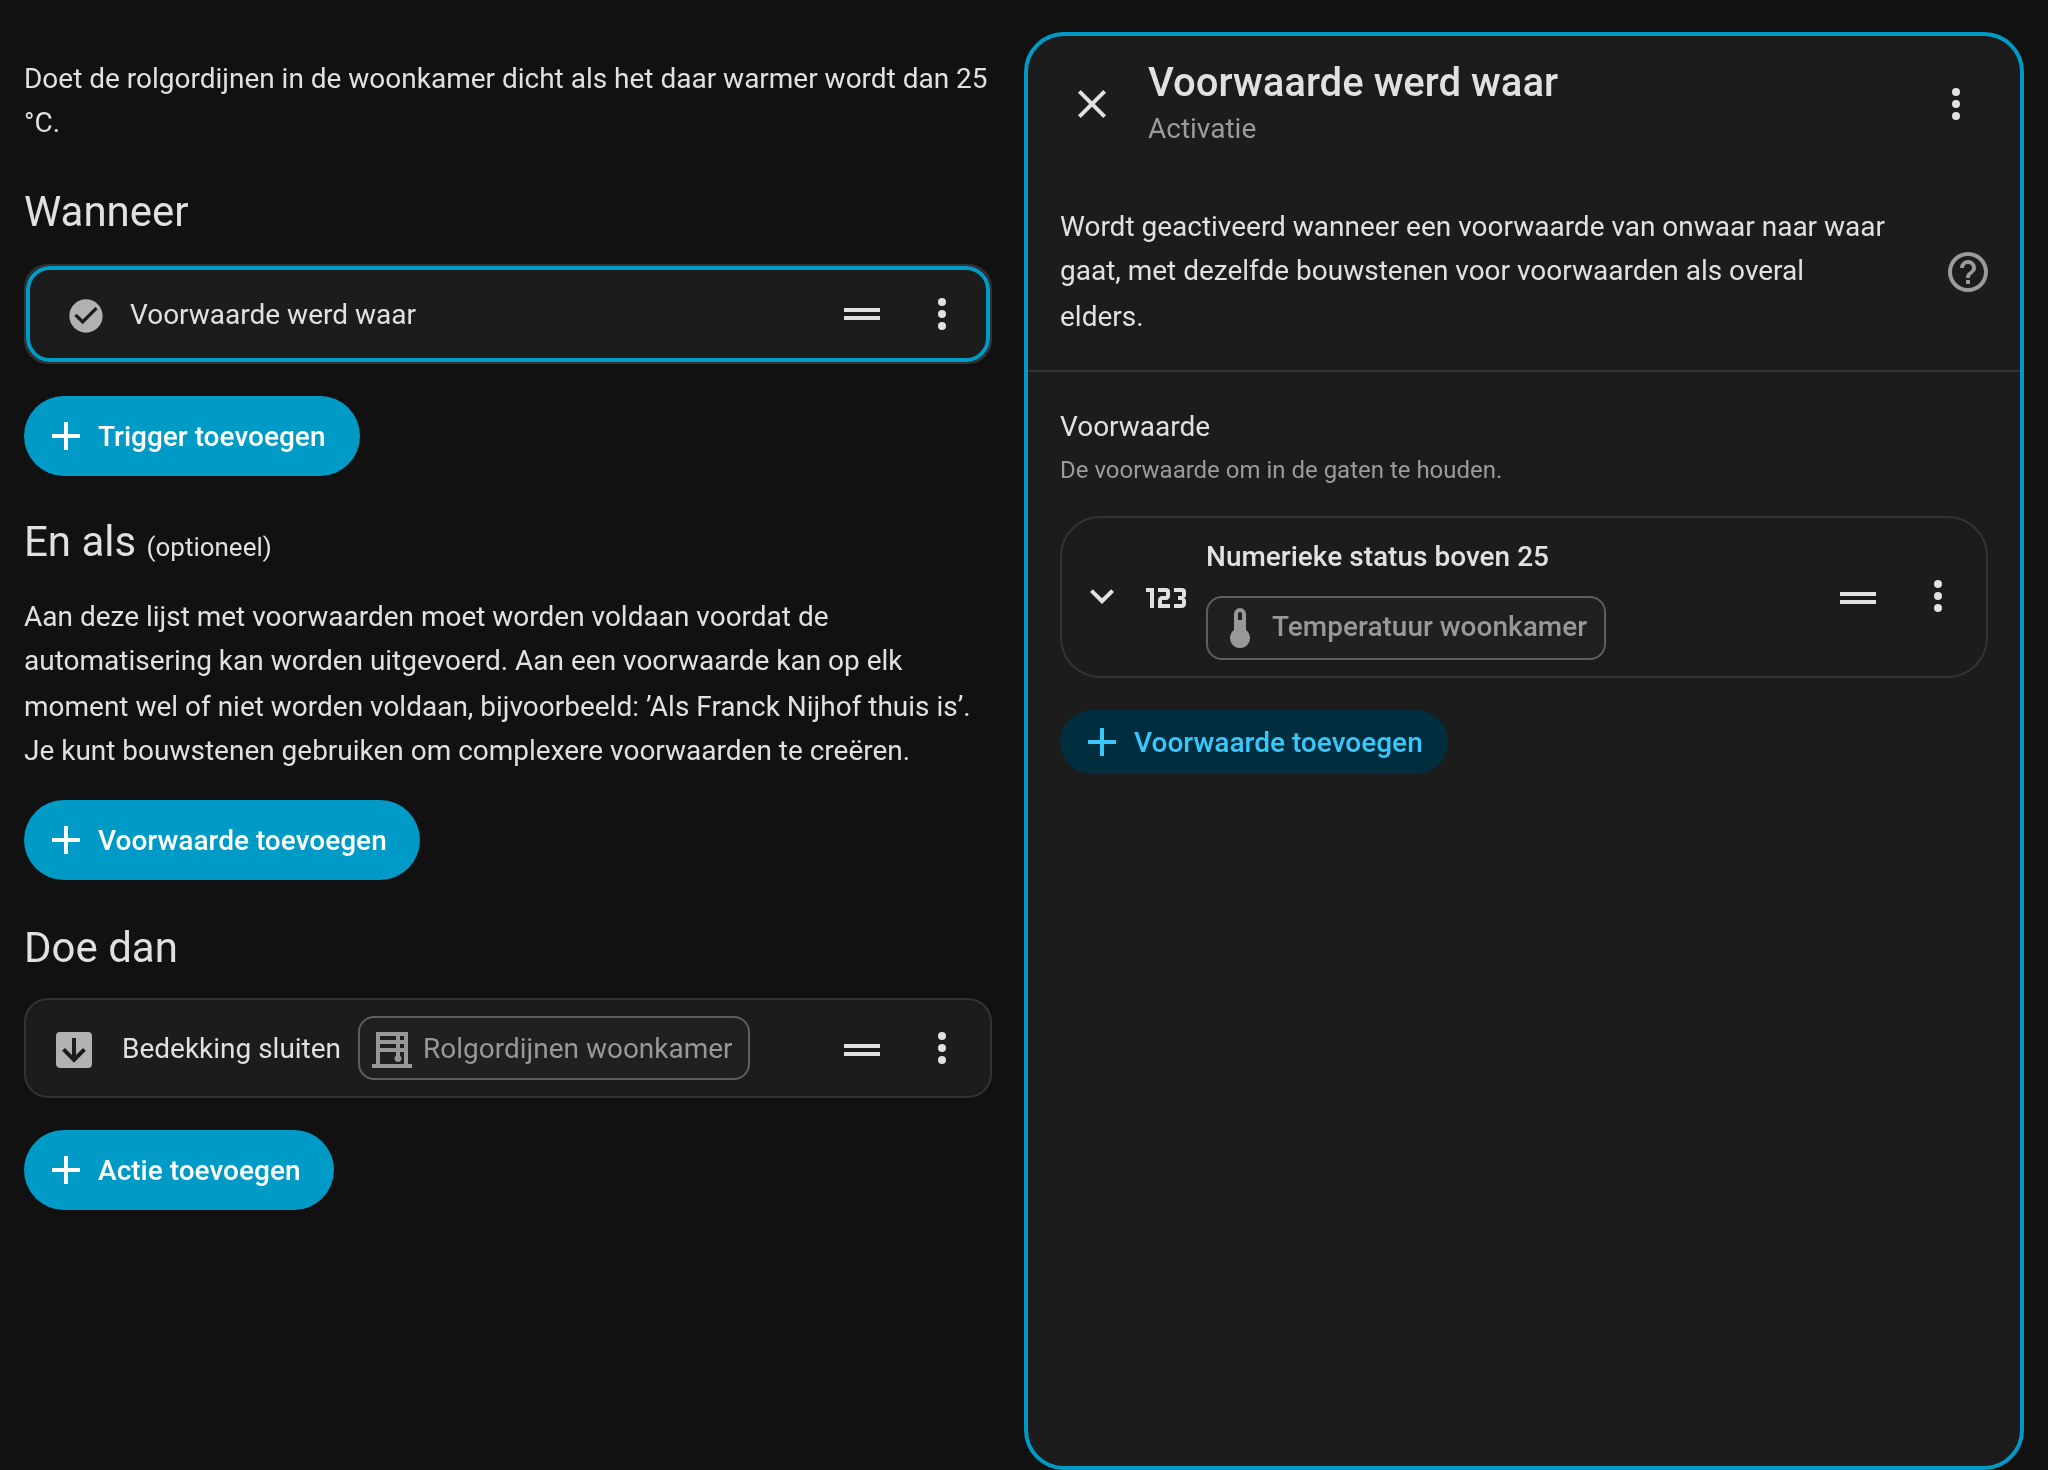 Doet de rolgordijnen in de woonkamer dicht als het daar warmer wordt dan 25
°C.
Wanneer
Voorwaarde werd waar
Trigger toevoegen
En als (optioneel)
Aan deze lijst met voorwaarden moet worden voldaan voordat de
automatisering kan worden uitgevoerd. Aan een voorwaarde kan op elk
moment wel of niet worden voldaan, bijvoorbeeld: ’Als Franck Nijhof thuis is’.
Je kunt bouwstenen gebruiken om complexere voorwaarden te creëren.
Voorwaarde toevoegen
Doe dan
Bedekking sluiten Rolgordijnen woonkamer
Actie toevoegen
Voorwaarde werd waar
Activatie
Wordt geactiveerd wanneer een voorwaarde van onwaar naar waar
gaat, met dezelfde bouwstenen voor voorwaarden als overal
elders.
Voorwaarde
De voorwaarde om in de gaten te houden.
Numerieke status boven 25
123
Temperatuur woonkamer
Voorwaarde toevoegen